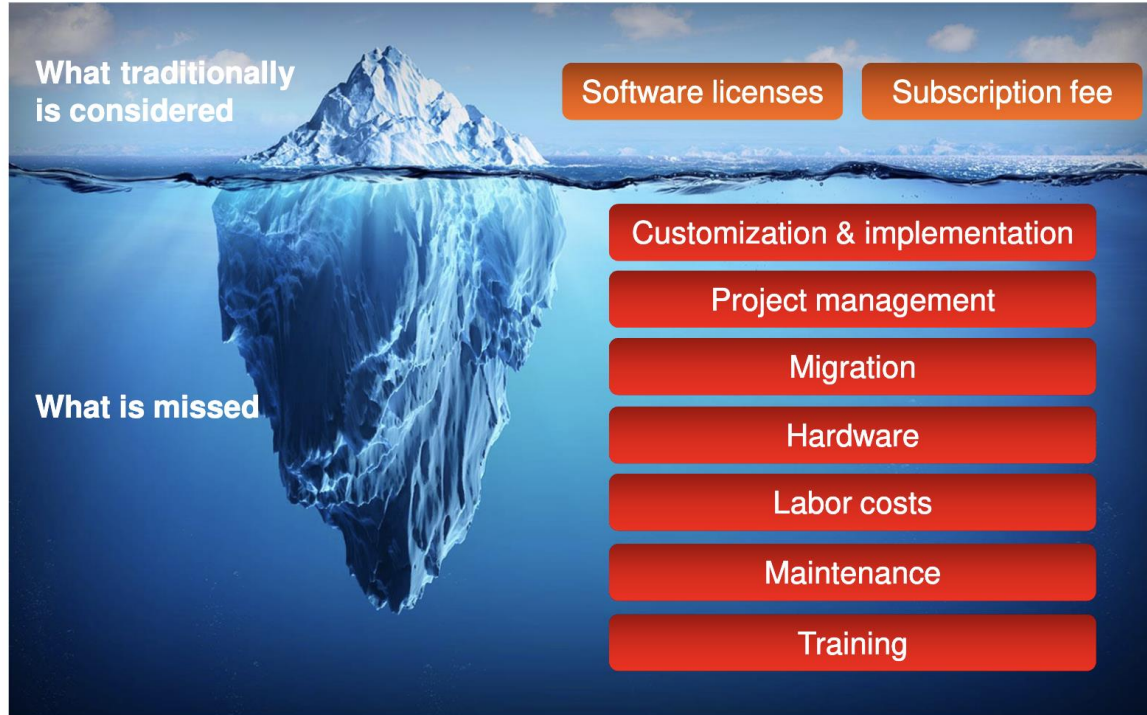 What traditionally
is considered
Software licenses
Subscription fee
Customization & implementation
Project management
Migration
What is missed
Hardware
Labor costs
Maintenance
Training